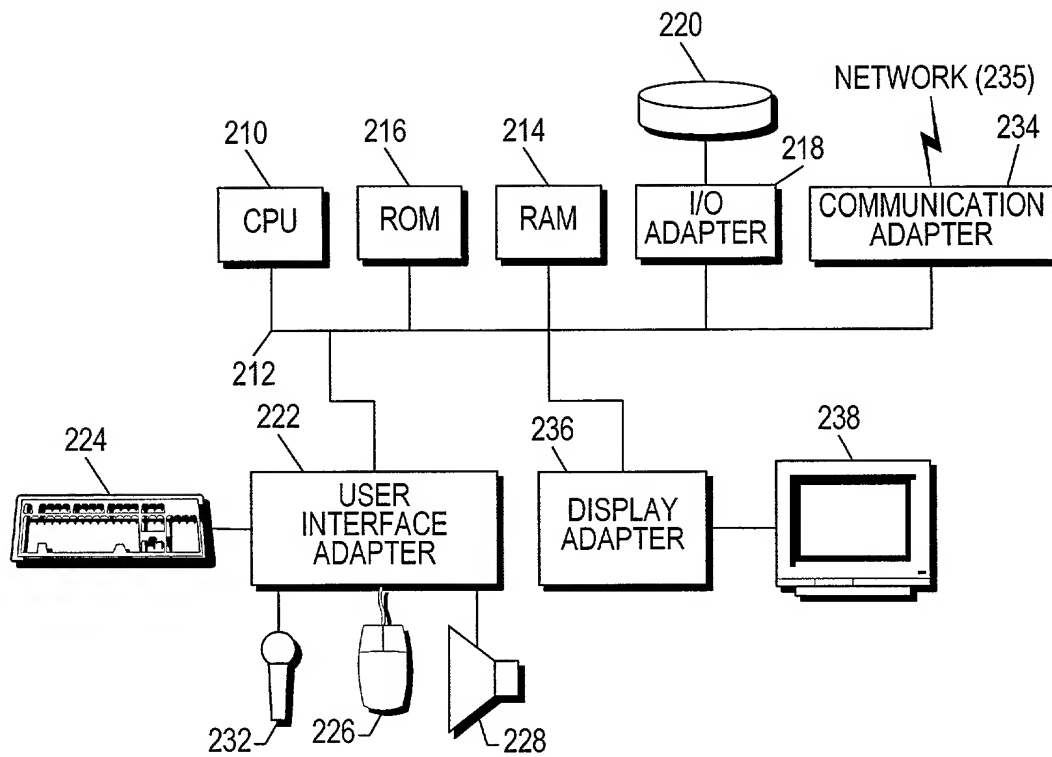 220
NETWORK (235)
210
216
214
218
234
CPU
ROM
RAM
I/O
ADAPTER
COMMUNICATION
ADAPTER
212
222
224
236
238
USER
INTERFACE
ADAPTER
DISPLAY
ADAPTER
232
226
228